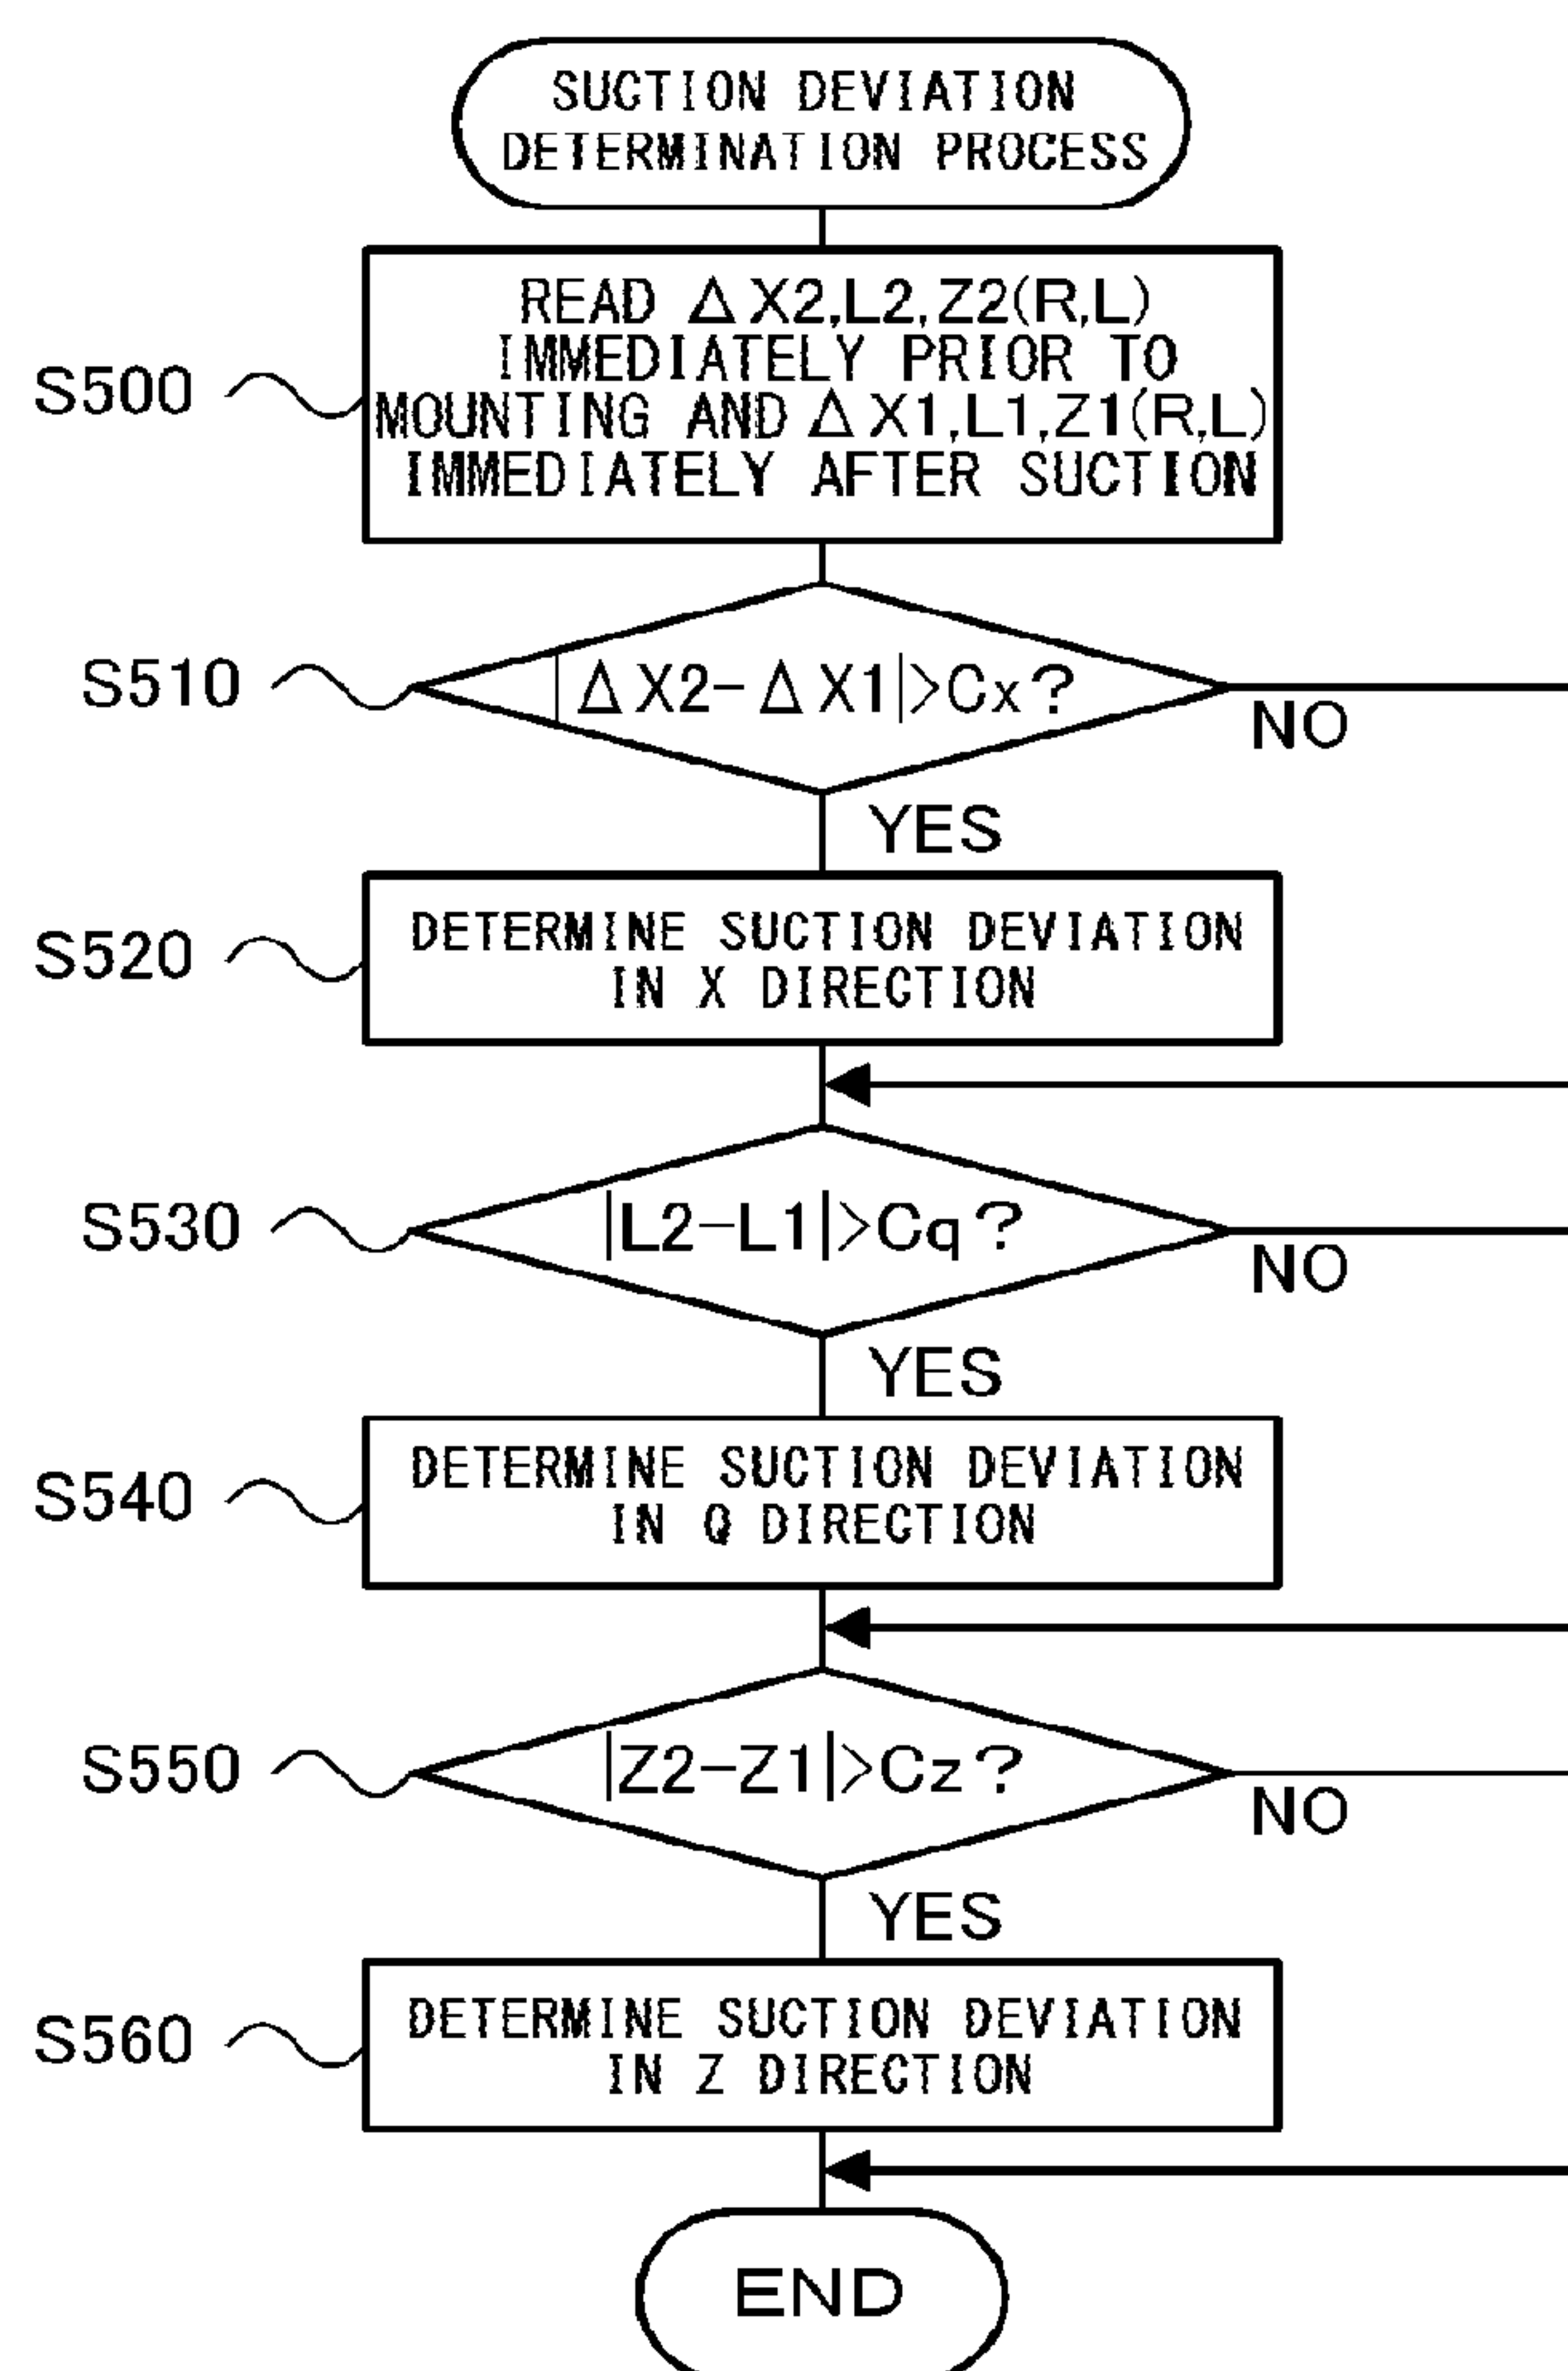 SUCTION DEVIATION
DETERMINATION PROCESS
READ ΔX2,L2,Z2(R,L)
IMMEDIATELY PRIOR TO
MOUNTING AND ΔX1,L1,Z1(R,L)
IMMEDIATELY AFTER SUCTION
S500
S510
|ΔX2-ΔX1|>Cx?
NO
YES
S520
DETERMINE SUCTION DEVIATION
IN X DIRECTION
S530
|L2-L1|>Cq?
NO
YES
S540
DETERMINE SUCTION DEVIATION
IN Q DIRECTION
S550
|Z2-Z1|>Cz?
NO
YES
S560
DETERMINE SUCTION DEVIATION
IN Z DIRECTION
END